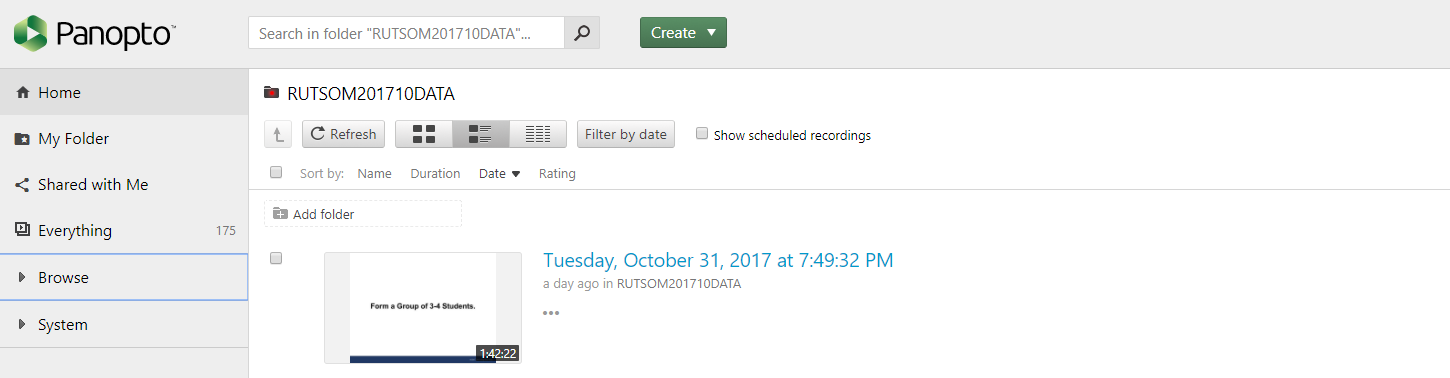 Panopto™
Search in folder "RUTSOM201710DATA"...
Create
Home
My Folder
Shared with Me
Everything 175
Browse
System
RUTSOM201710DATA
Refresh
Filter by date
Show scheduled recordings
Sort by: Name Duration Date Rating
Add folder
Form a Group of 3-4 Students.
1:42:22
Tuesday, October 31, 2017 at 7:49:32 PM
a day ago in RUTSOM201710DATA